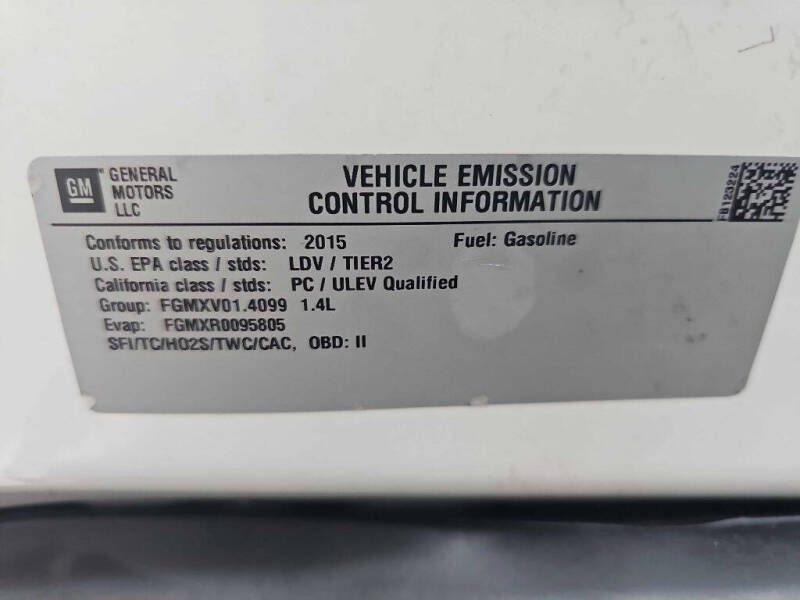 GM
GENERAL
MOTORS
LLC
VEHICLE EMISSION
CONTROL INFORMATION
FB123224
Conforms to regulations: 2015 Fuel: Gasoline
U.S. EPA class / stds: LDV / TIER2
California class / stds: PC / ULEV Qualified
Group: FGMXV01.4099 1.4L
Evap: FGMXR0095805
SFI/TC/HO2S/TWC/CAC, OBD: II